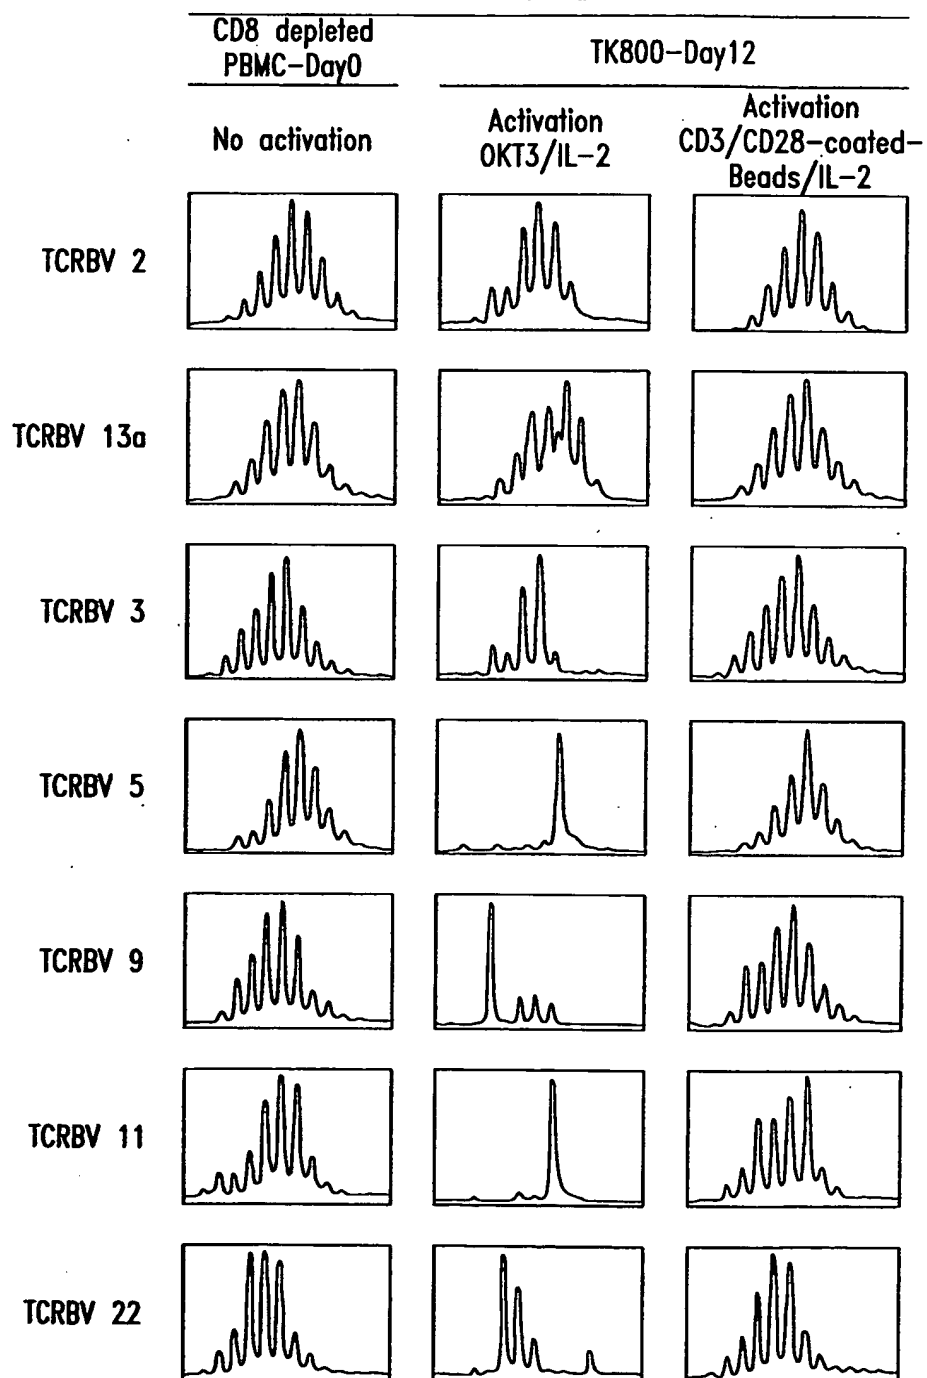 CD8 depleted
PBMC-Day0
TK800-Day12
No activation
Activation
OKT3/IL-2
Activation
CD3/CD28-coated-
Beads/IL-2
TCRBV 2
TCRBV 13a
TCRBV 3
TCRBV 5
TCRBV 9
TCRBV 11
TCRBV 22